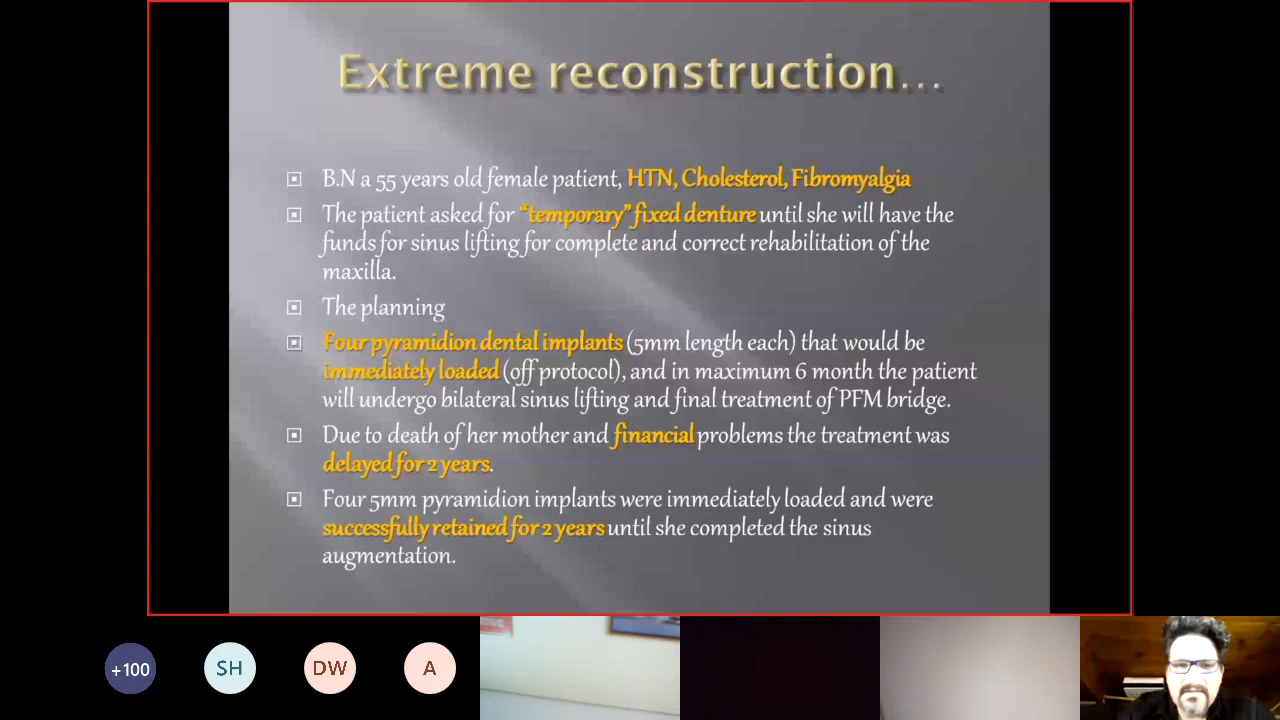 Extreme reconstruction...
B.N a 55 years old female patient, HTN, Cholesterol, Fibromyalgia
The patient asked for “temporary” fixed denture until she will have the
funds for sinus lifting for complete and correct rehabilitation of the
maxilla.
The planning
Four pyramidion dental implants (5mm length each) that would be
immediately loaded (off protocol), and in maximum 6 month the patient
will undergo bilateral sinus lifting and final treatment of PFM bridge.
Due to death of her mother and financial problems the treatment was
delayed for 2 years.
Four 5mm pyramidion implants were immediately loaded and were
successfully retained for 2 years until she completed the sinus
augmentation.
+100 SH DW A